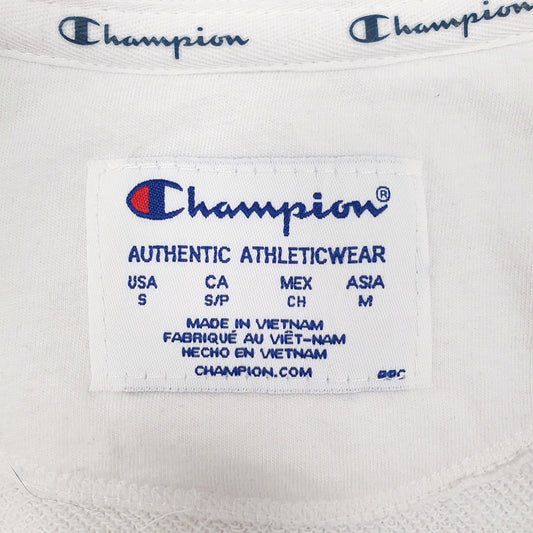 Champion Champion
Champion®
AUTHENTIC ATHLETICWEAR
USA CA MEX ASIA
S S/P CH M
MADE IN VIETNAM
FABRIQUÉ AU VIÊT-NAM
HECHO EN VIETNAM
CHAMPION.COM